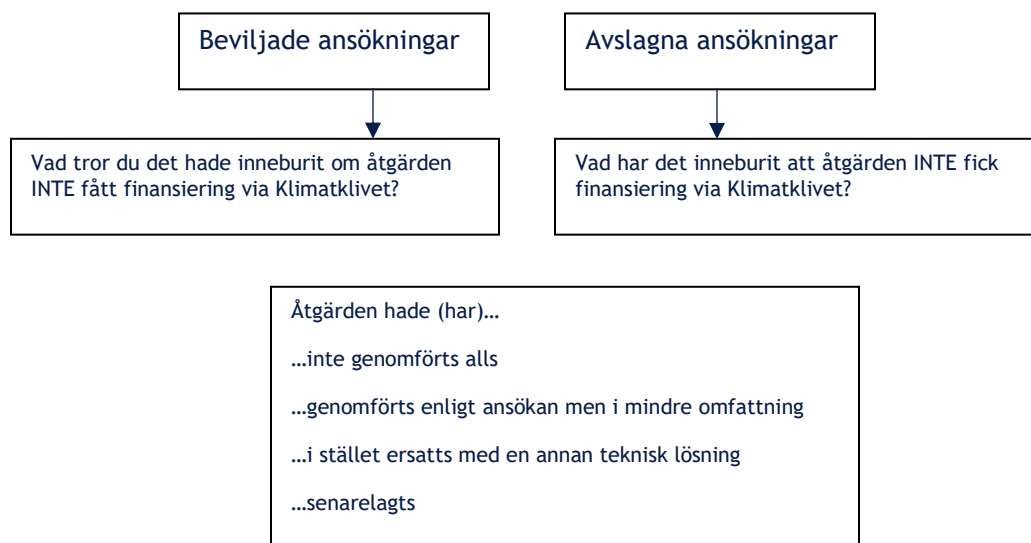 Beviljade ansökningar
Avslagna ansökningar
Vad tror du det hade inneburit om åtgärden
INTE fått finansiering via Klimatklivet?
Vad har det inneburit att åtgärden INTE fick
finansiering via Klimatklivet?
Åtgärden hade (har)…
…inte genomförts alls
…genomförts enligt ansökan men i mindre omfattning
…i stället ersatts med en annan teknisk lösning
…senarelagts